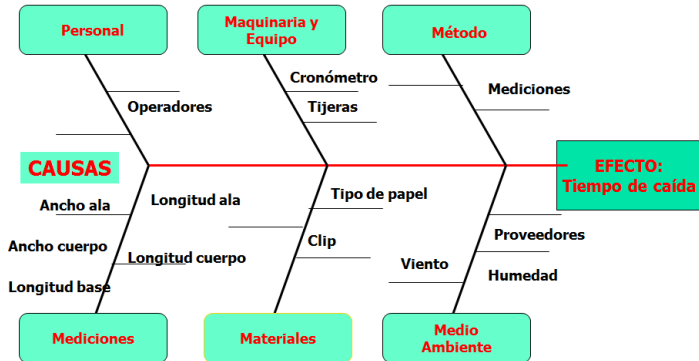 Personal
Maquinaria y
Equipo
Método
Cronómetro
Operadores
Tijeras
Mediciones
CAUSAS
EFECTO:
Tiempo de caída
Ancho ala
Longitud ala
Tipo de papel
Ancho cuerpo
Longitud cuerpo
Clip
Proveedores
Viento
Humedad
Longitud base
Mediciones
Materiales
Medio
Ambiente